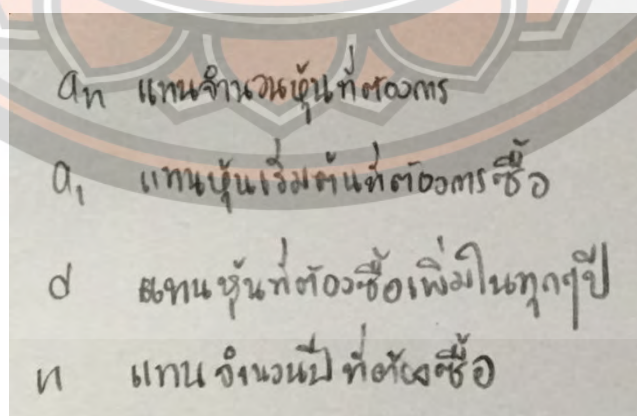 aₙ แทนจำนวนหุ้นที่ต้องการ
a₁ แทนหุ้นเริ่มต้นที่ต้องการซื้อ
d แทนหุ้นที่ต้องซื้อเพิ่มในทุกๆปี
n แทนจำนวนปีที่ต้องซื้อ